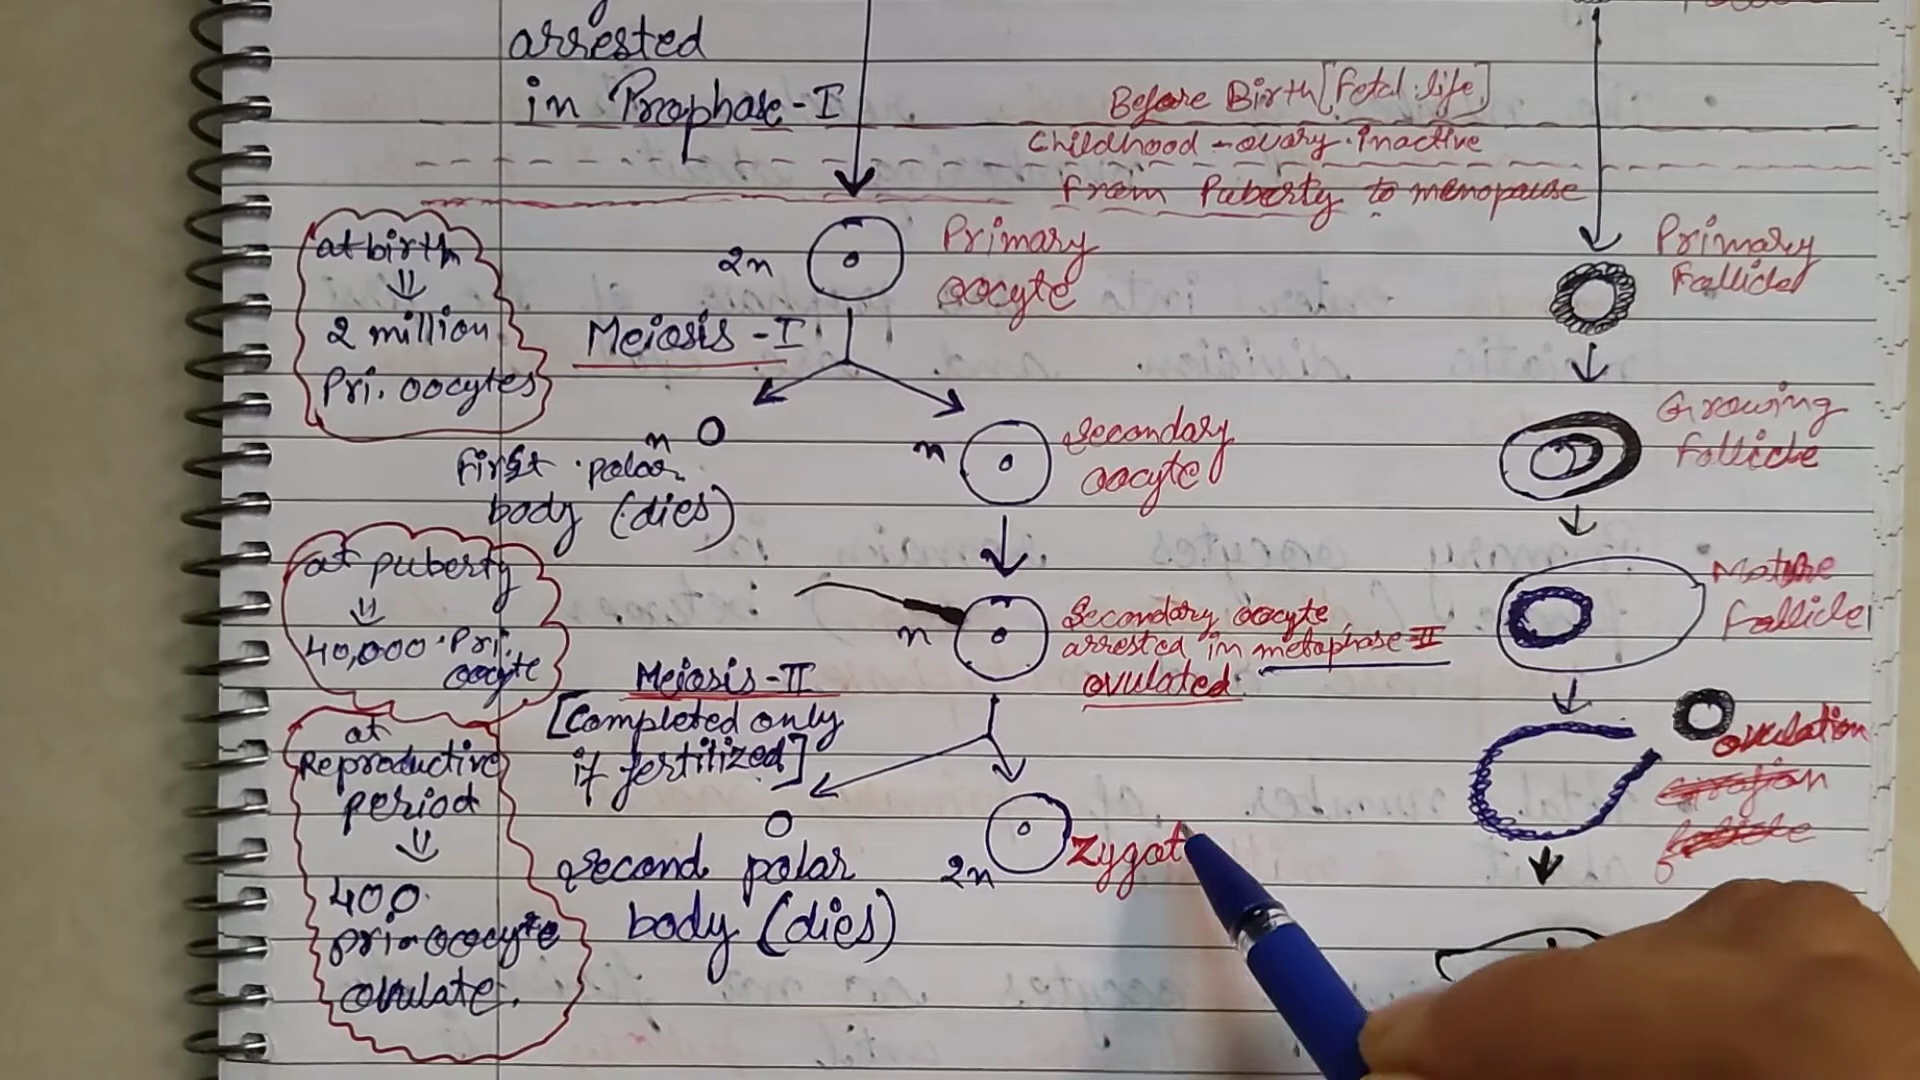 arrested
in Prophase-I
Before Birth [Fetal life]
Childhood - ovary inactive
From Puberty to menopause
at birth
⇓
2 million
Pri. oocytes
2n
Primary
oocyte
Primary
Follicle
Meiosis-I
n
First polar
body (dies)
n
Secondary
oocyte
Growing
Follicle
at puberty
⇓
40,000 Pri.
oocyte
n
Secondary oocyte
arrested in metaphase-II
ovulated
Mature
Follicle
Meiosis-II
[Completed only
if fertilized]
ovulation
at
Reproductive
period
⇓
400
pri-oocyte
ovulate.
second polar
body (dies)
2n
Zygot